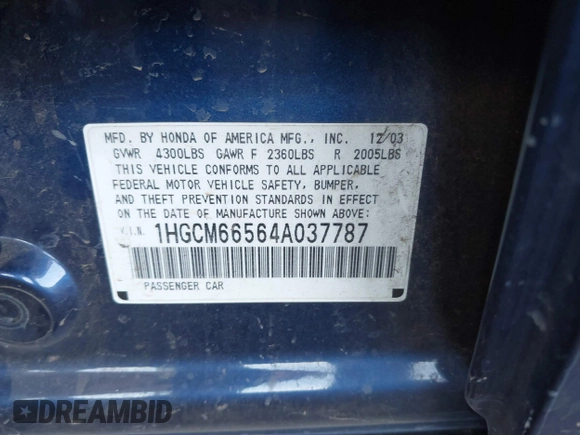 MFD. BY HONDA OF AMERICA MFG., INC. 12/03
GVWR 4300LBS GAWR F 2360LBS R 2005LBS
THIS VEHICLE CONFORMS TO ALL APPLICABLE
FEDERAL MOTOR VEHICLE SAFETY, BUMPER,
AND THEFT PREVENTION STANDARDS IN EFFECT
ON THE DATE OF MANUFACTURE SHOWN ABOVE:
V.I.N. 1HGCM66564A037787
PASSENGER CAR
DREAMBID